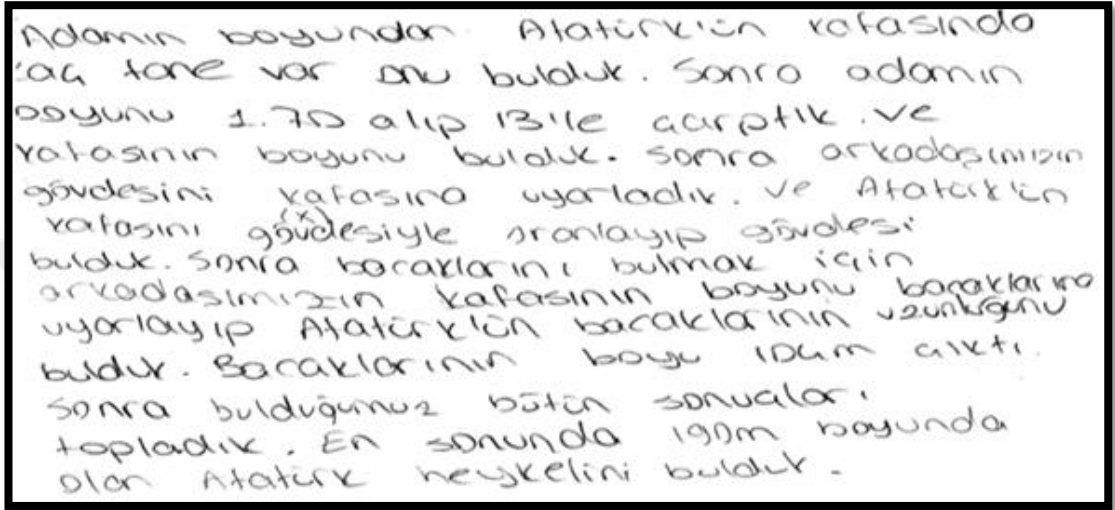 Adamın boyundan Atatürk'ün kafasında
kaç tane var onu bulduk. Sonra adamın
boyunu 1.70 alıp 13'le çarptık. ve
kafasının boyunu bulduk. sonra arkadaşımızın
gövdesini kafasına uyarladık. ve Atatürk'ün
kafasını (x) gövdesiyle oranlayıp gövdesi
bulduk. Sonra bacaklarını bulmak için
arkadaşımızın kafasının boyunu bacaklarına
uyarlayıp Atatürk'ün bacaklarının uzunluğunu
bulduk. Bacaklarının boyu çıktı.
Sonra bulduğumuz bütün sonuçları
topladık. En sonunda 190m boyunda
olan Atatürk heykelini bulduk.